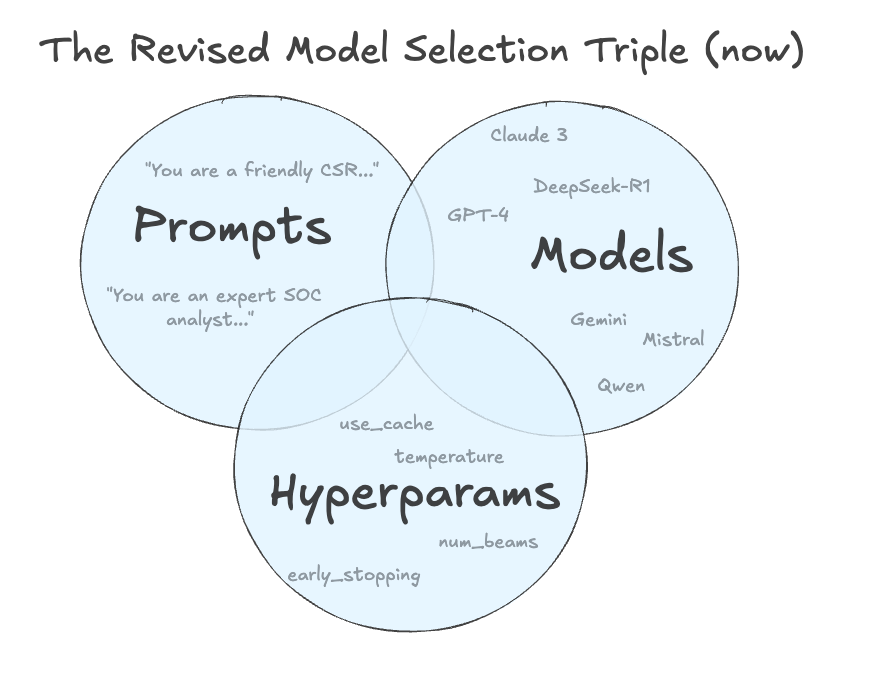 The Revised Model Selection Triple (now)
"You are a friendly CSR..."
Prompts
"You are an expert SOC
analyst..."
Claude 3
DeepSeek-R1
GPT-4
Models
Gemini
Mistral
Qwen
use_cache
temperature
Hyperparams
num_beams
early_stopping